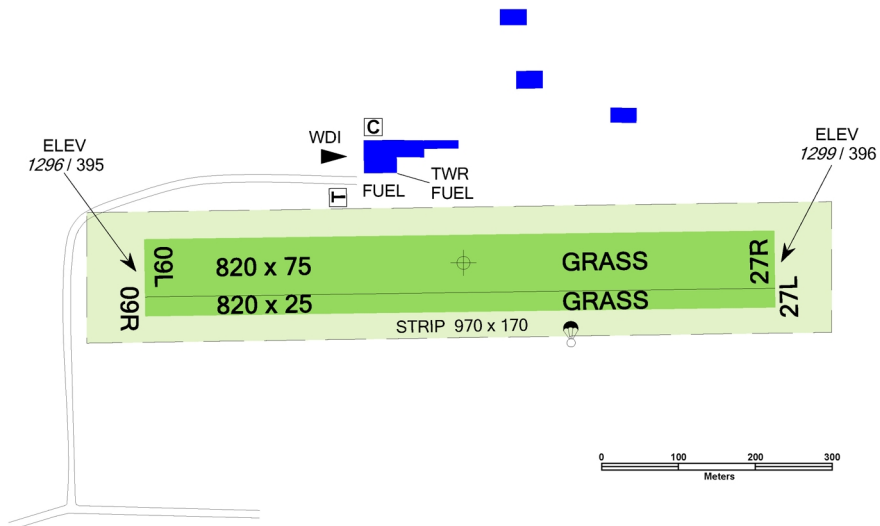 C
WDI
ELEV
1296 / 395
ELEV
1299 / 396
TWR
FUEL
FUEL
T
09L
820 x 75
GRASS
27R
09R
820 x 25
GRASS
27L
STRIP 970 x 170
0 100 200 300
Meters